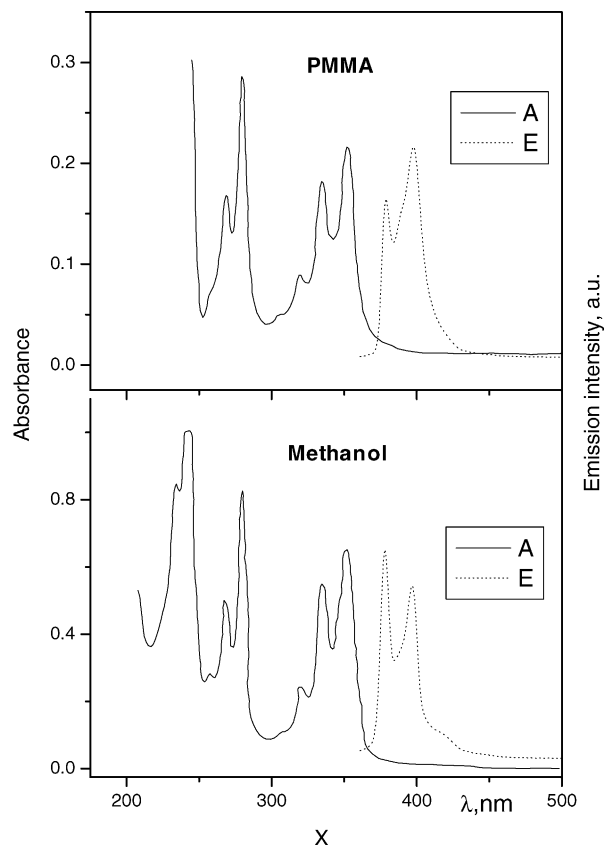 PMMA
A
E
0.3
0.2
0.1
0.0
Absorbance
Emission intensity, a.u.
Methanol
A
E
0.8
0.4
0.0
200
300
400
λ,nm
500
X